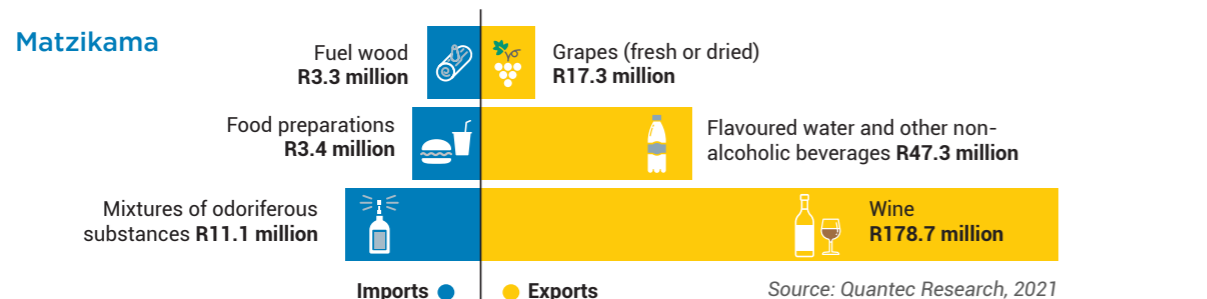 Matzikama
Fuel wood
R3.3 million
Grapes (fresh or dried)
R17.3 million
Food preparations
R3.4 million
Flavoured water and other non-
alcoholic beverages R47.3 million
Mixtures of odoriferous
substances R11.1 million
Wine
R178.7 million
Imports
Exports
Source: Quantec Research, 2021